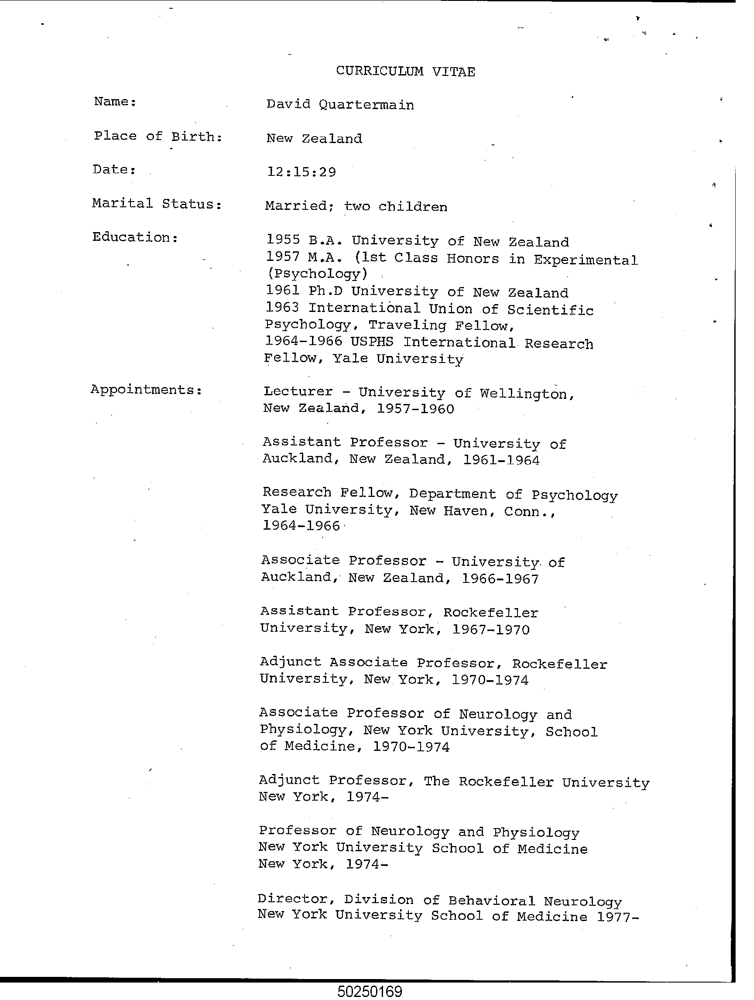 CURRICULUM VITAE
Name: David Quartermain
Place of Birth: New Zealand
Date: 12:15:29
Marital Status: Married; two children
Education: 1955 B.A. University of New Zealand
1957 M.A. (1st Class Honors in Experimental
(Psychology)
1961 Ph.D University of New Zealand
1963 International Union of Scientific
Psychology, Traveling Fellow,
1964-1966 USPHS International Research
Fellow, Yale University
Appointments: Lecturer - University of Wellington,
New Zealand, 1957-1960
Assistant Professor - University of
Auckland, New Zealand, 1961-1964
Research Fellow, Department of Psychology
Yale University, New Haven, Conn.,
1964-1966
Associate Professor - University of
Auckland, New Zealand, 1966-1967
Assistant Professor, Rockefeller
University, New York, 1967-1970
Adjunct Associate Professor, Rockefeller
University, New York, 1970-1974
Associate Professor of Neurology and
Physiology, New York University, School
of Medicine, 1970-1974
Adjunct Professor, The Rockefeller University
New York, 1974-
Professor of Neurology and Physiology
New York University School of Medicine
New York, 1974-
Director, Division of Behavioral Neurology
New York University School of Medicine 1977-
50250169